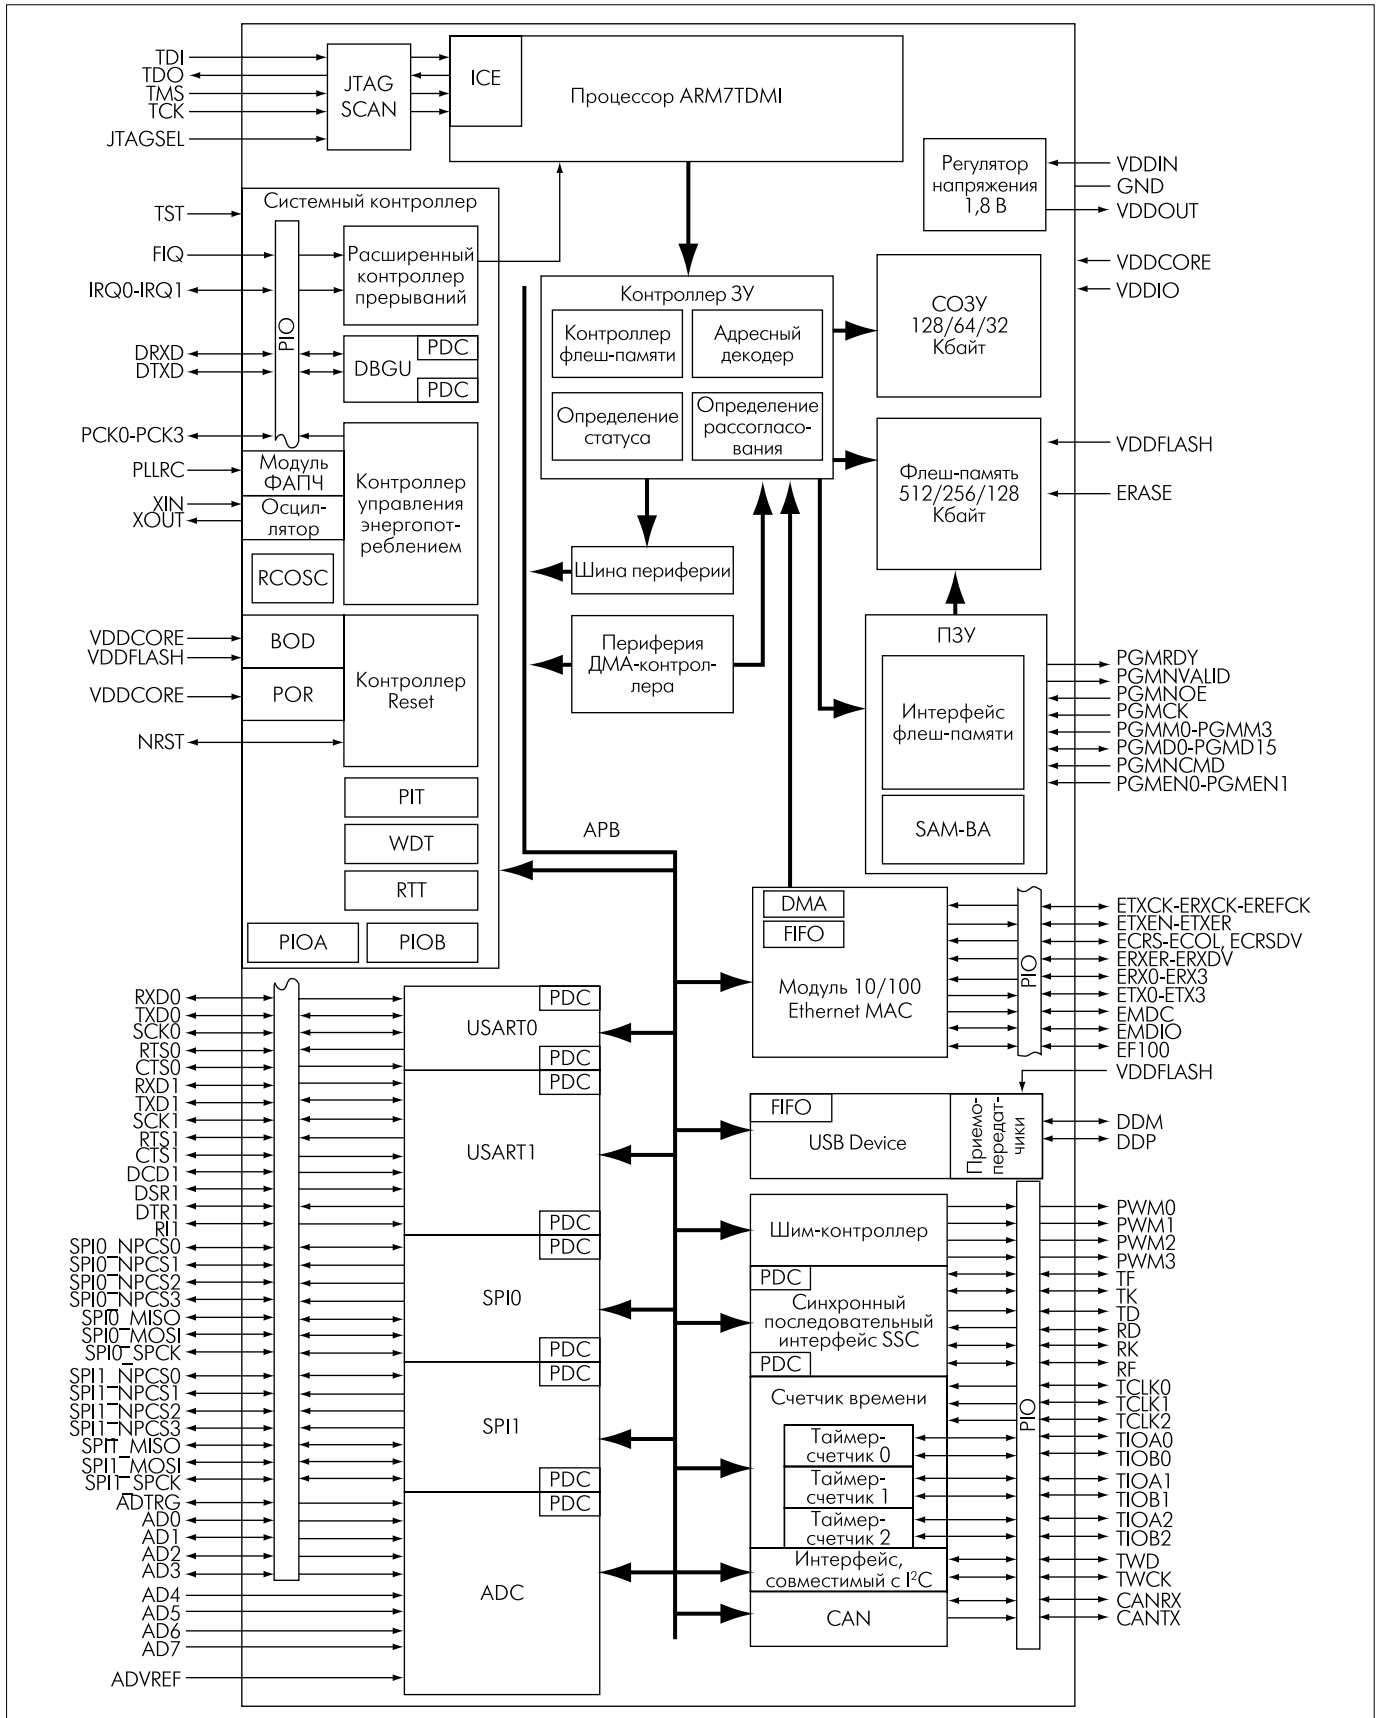 TDI
TDO
TMS
TCK
JTAGSEL
JTAG
SCAN
ICE
Процессор ARM7TDMI
Регулятор
напряжения
1,8 В
VDDIN
GND
VDDOUT
VDDCORE
VDDIO
TST
FIQ
IRQ0-IRQ1
DRXD
DTXD
PCK0-PCK3
PLLRC
XIN
XOUT
VDDCORE
VDDFLASH
VDDCORE
NRST
Системный контроллер
PIO
Расширенный
контроллер
прерываний
DBGU
PDC
PDC
Модуль
ФАПЧ
Осцил-
лятор
RCOSC
Контроллер
управления
энергопот-
реблением
BOD
POR
Контроллер
Reset
PIT
WDT
RTT
PIOA
PIOB
Контроллер ЗУ
Контроллер
флеш-памяти
Адресный
декодер
Определение
статуса
Определение
рассогласо-
вания
Шина периферии
Периферия
ДМА-контрол-
лера
APB
СОЗУ
128/64/32
Кбайт
Флеш-память
512/256/128
Кбайт
VDDFLASH
ERASE
ПЗУ
Интерфейс
флеш-памяти
SAM-BA
PGMRDY
PGMNVALID
PGMNOE
PGMCK
PGMM0-PGMM3
PGMD0-PGMD15
PGMNCMD
PGMEN0-PGMEN1
DMA
FIFO
Модуль 10/100
Ethernet MAC
PIO
ETXCK-ERXCK-EREFCK
ETXEN-ETXER
ECRS-ECOL, ECRSDV
ERXER-ERXDV
ERX0-ERX3
ETX0-ETX3
EMDC
EMDIO
EF100
VDDFLASH
FIFO
USB Device
Приемо-
передат-
чики
DDM
DDP
RXD0
TXD0
SCK0
RTS0
CTS0
RXD1
TXD1
SCK1
RTS1
CTS1
DCD1
DSR1
DTR1
RI1
SPI0_NPCS0
SPI0_NPCS1
SPI0_NPCS2
SPI0_NPCS3
SPI0_MISO
SPI0_MOSI
SPI0_SPCK
SPI1_NPCS0
SPI1_NPCS1
SPI1_NPCS2
SPI1_NPCS3
SPI1_MISO
SPI1_MOSI
SPI1_SPCK
ADTRG
AD0
AD1
AD2
AD3
AD4
AD5
AD6
AD7
ADVREF
PDC
USART0
PDC
PDC
USART1
PDC
PDC
SPI0
PDC
PDC
SPI1
PDC
PDC
ADC
Шим-контроллер
PDC
Синхронный
последовательный
интерфейс SSC
PDC
Счетчик времени
Таймер-
счетчик 0
Таймер-
счетчик 1
Таймер-
счетчик 2
Интерфейс,
совместимый с I²C
CAN
PIO
PWM0
PWM1
PWM2
PWM3
TF
TK
TD
RD
RK
RF
TCLK0
TCLK1
TCLK2
TIOA0
TIOB0
TIOA1
TIOB1
TIOA2
TIOB2
TWD
TWCK
CANRX
CANTX